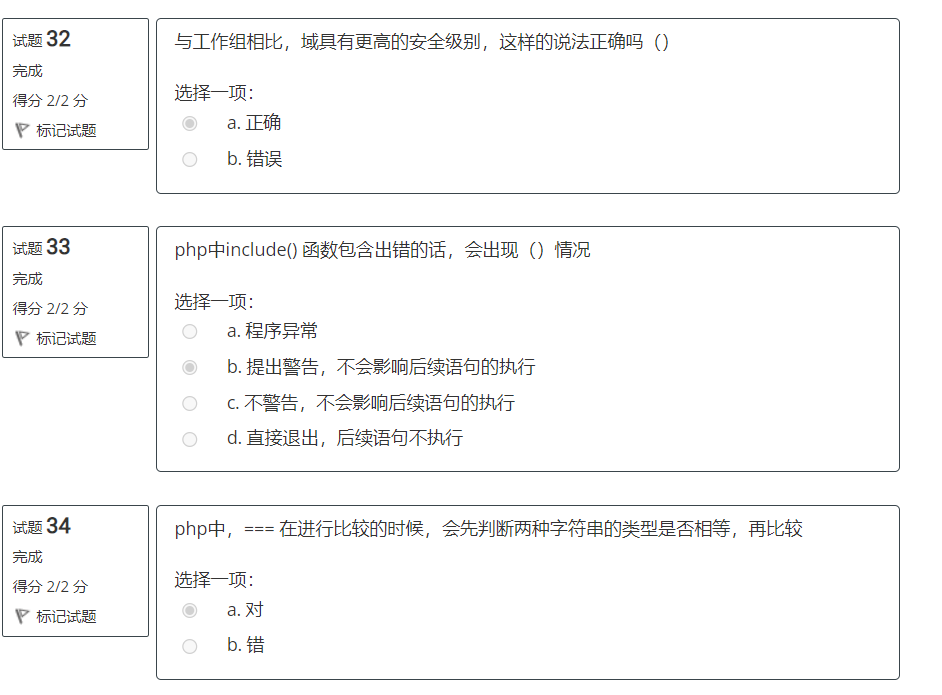 试题 32
完成
得分 2/2 分
标记试题
与工作组相比，域具有更高的安全级别，这样的说法正确吗（）
选择一项：
a. 正确
b. 错误
试题 33
完成
得分 2/2 分
标记试题
php中include() 函数包含出错的话，会出现（）情况
选择一项：
a. 程序异常
b. 提出警告，不会影响后续语句的执行
c. 不警告，不会影响后续语句的执行
d. 直接退出，后续语句不执行
试题 34
完成
得分 2/2 分
标记试题
php中，=== 在进行比较的时候，会先判断两种字符串的类型是否相等，再比较
选择一项：
a. 对
b. 错